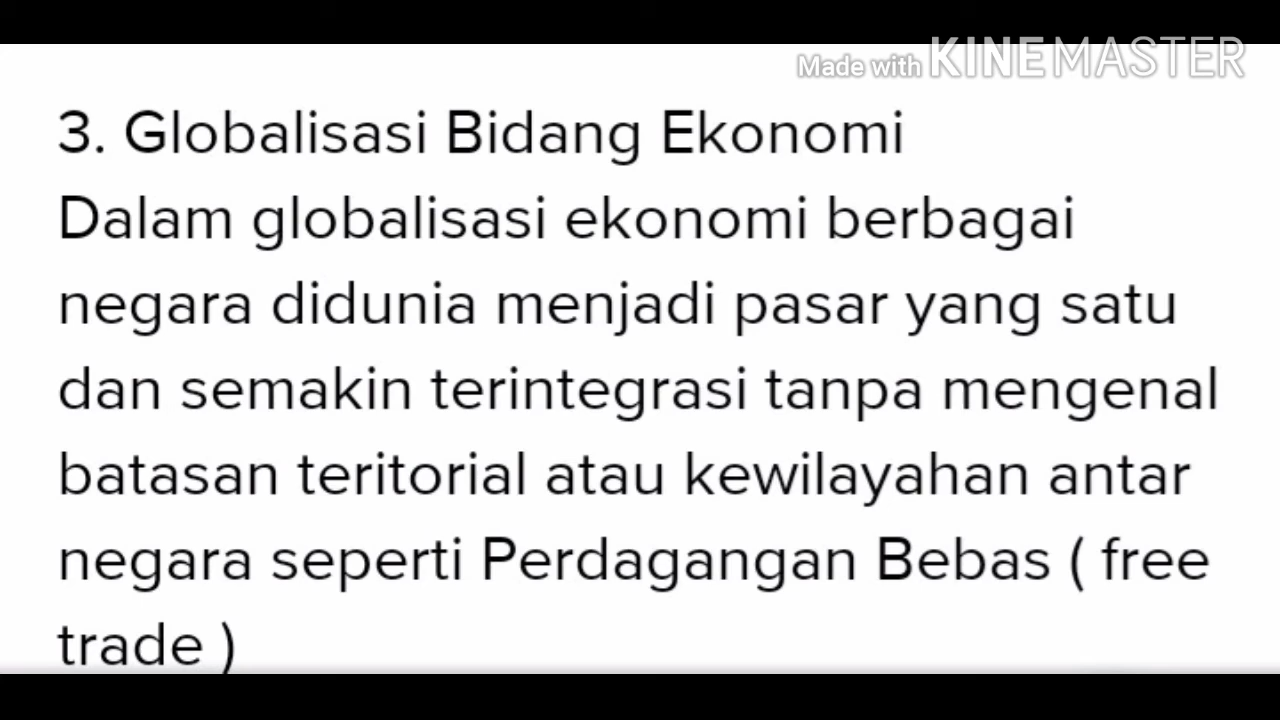 Made with KINEMASTER
3. Globalisasi Bidang Ekonomi
Dalam globalisasi ekonomi berbagai
negara didunia menjadi pasar yang satu
dan semakin terintegrasi tanpa mengenal
batasan teritorial atau kewilayahan antar
negara seperti Perdagangan Bebas ( free
trade )